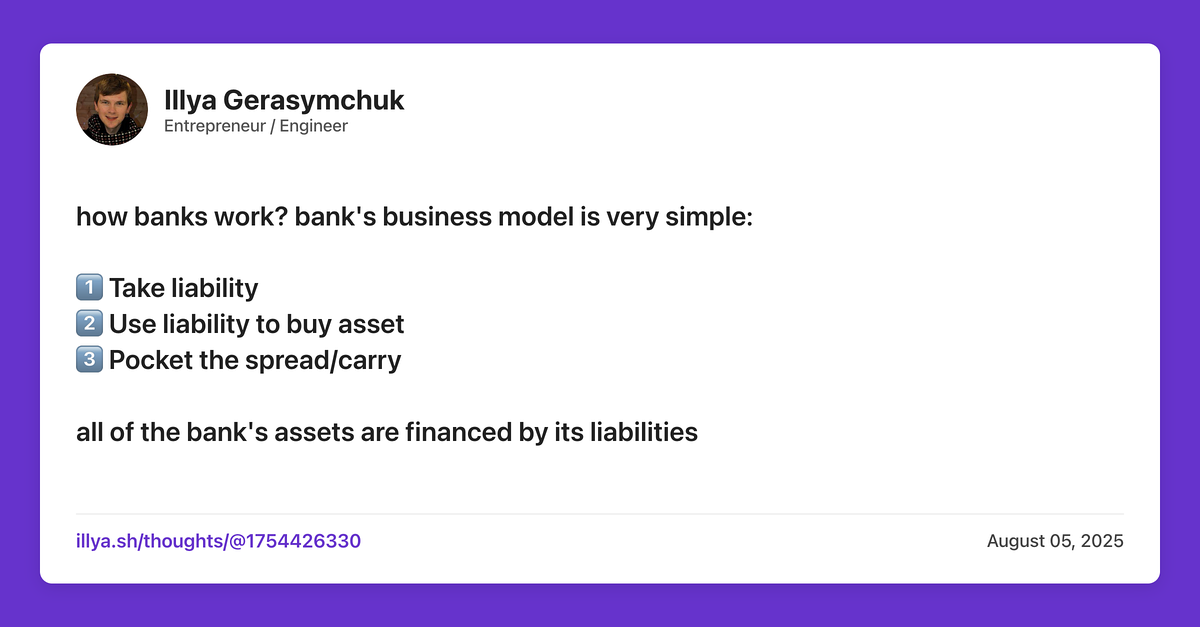 Illya Gerasymchuk
Entrepreneur / Engineer
how banks work? bank's business model is very simple:
1️⃣ Take liability
2️⃣ Use liability to buy asset
3️⃣ Pocket the spread/carry
all of the bank's assets are financed by its liabilities
illya.sh/thoughts/@1754426330
August 05, 2025